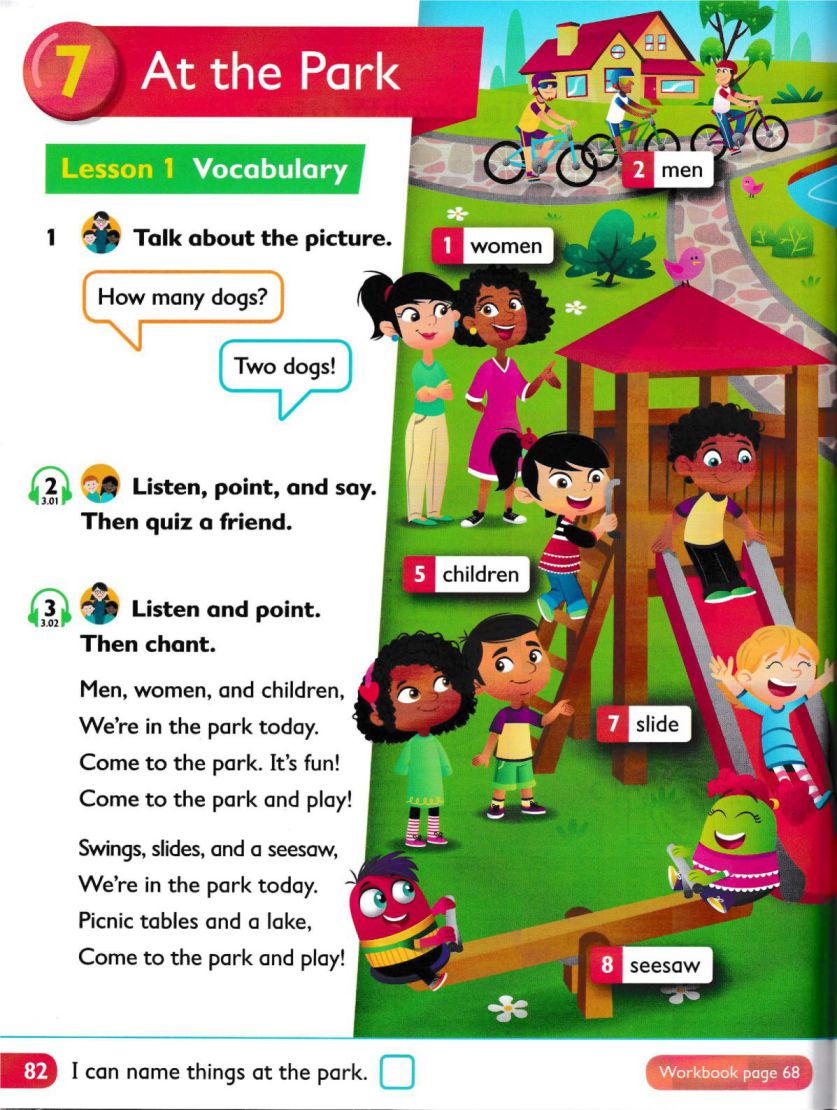 7 At the Park
Lesson 1 Vocabulary
1 Talk about the picture.
How many dogs?
Two dogs!
2 3.01 Listen, point, and say.
Then quiz a friend.
3 3.02 Listen and point.
Then chant.
Men, women, and children,
We're in the park today.
Come to the park. It's fun!
Come to the park and play!
Swings, slides, and a seesaw,
We're in the park today.
Picnic tables and a lake,
Come to the park and play!
2 men
1 women
5 children
7 slide
8 seesaw
82 I can name things at the park.
Workbook page 68